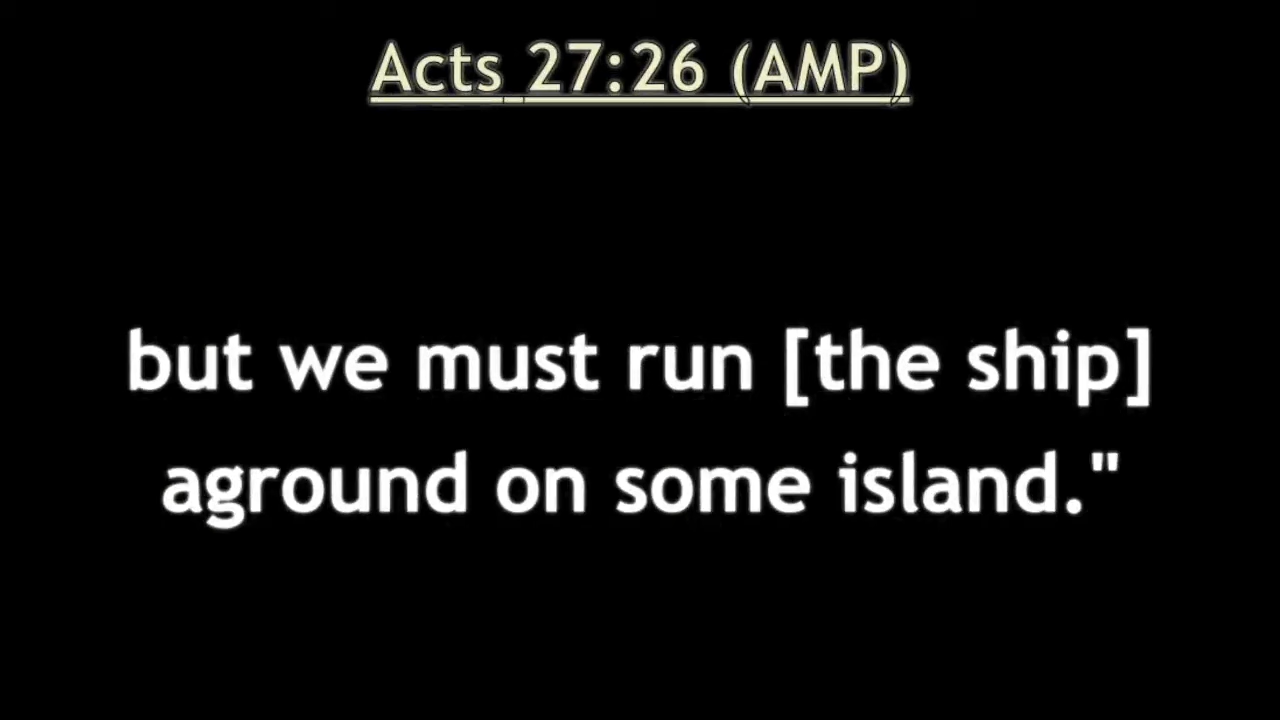 Acts 27:26 (AMP)
but we must run [the ship]
aground on some island."